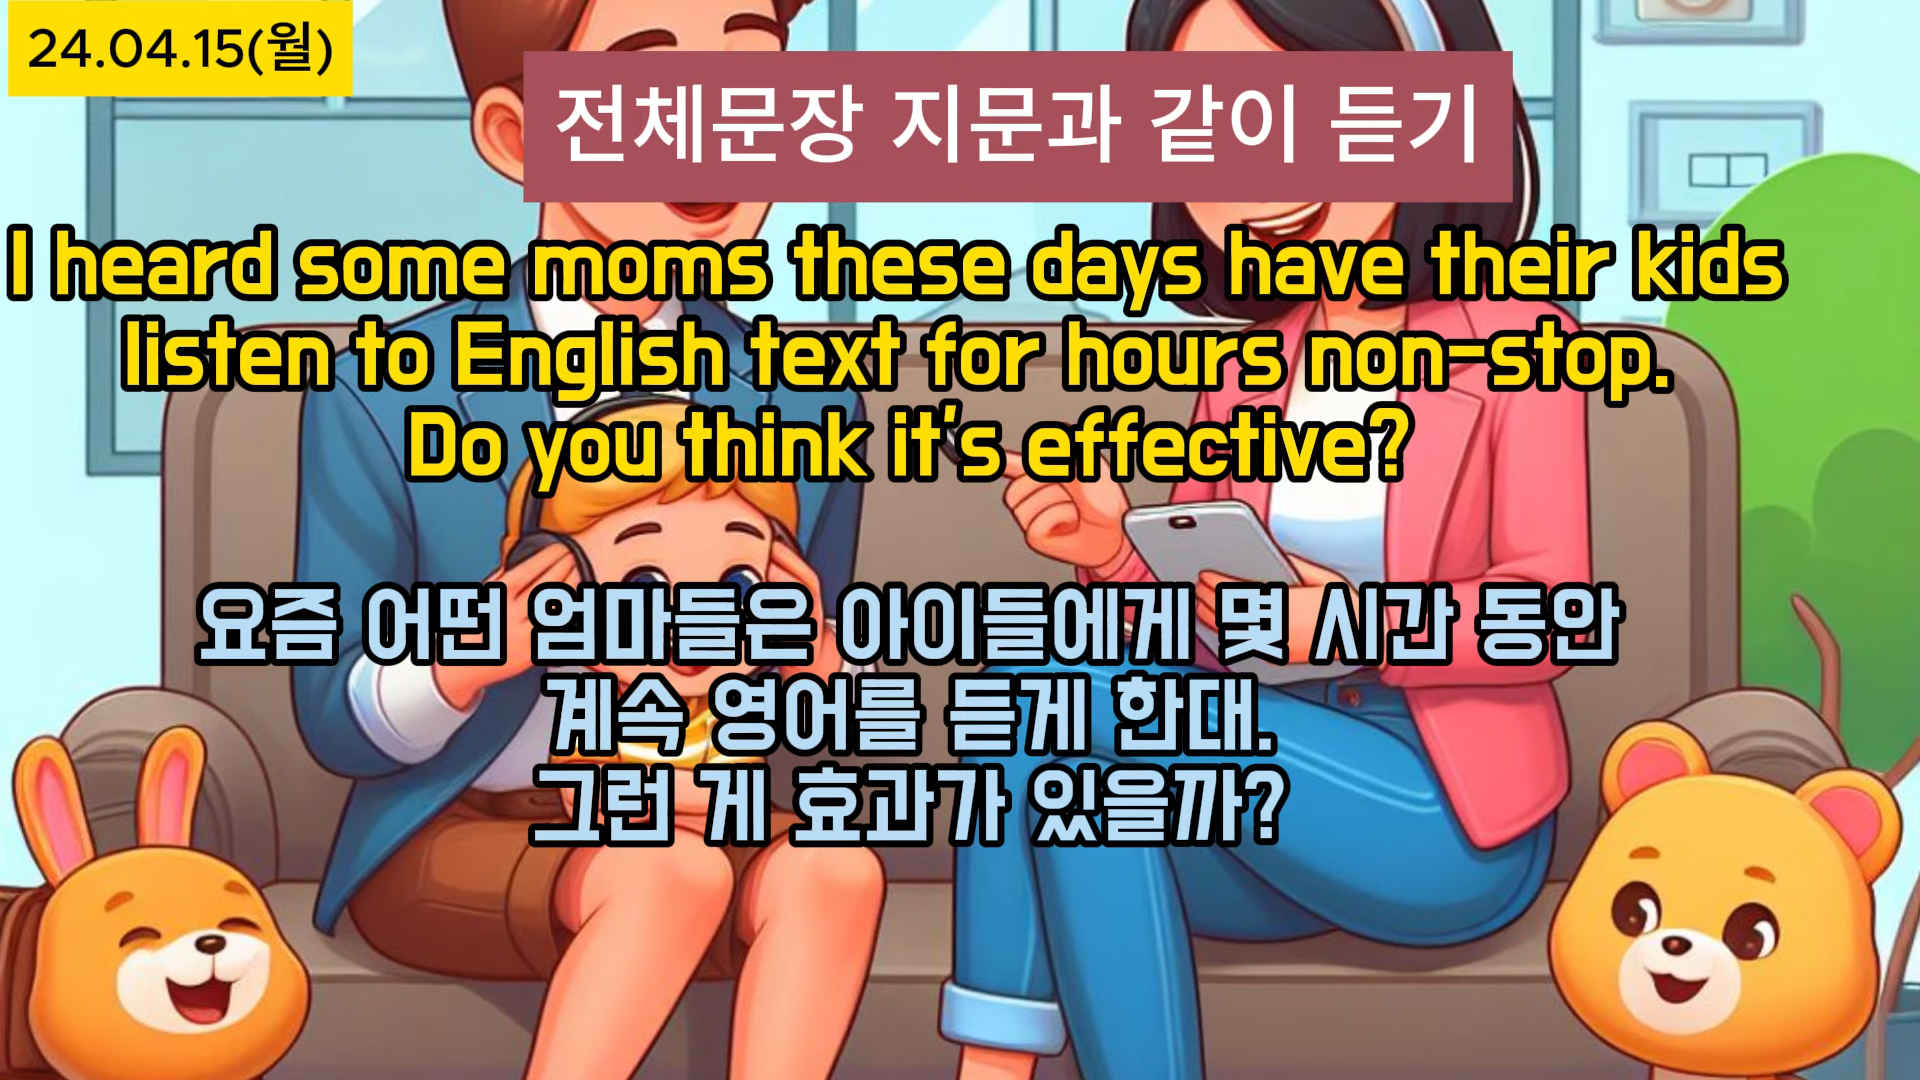 24.04.15(월)
전체문장 지문과 같이 듣기
I heard some moms these days have their kids
listen to English text for hours non-stop.
Do you think it's effective?
요즘 어떤 엄마들은 아이들에게 몇 시간 동안
계속 영어를 듣게 한대.
그런 게 효과가 있을까?